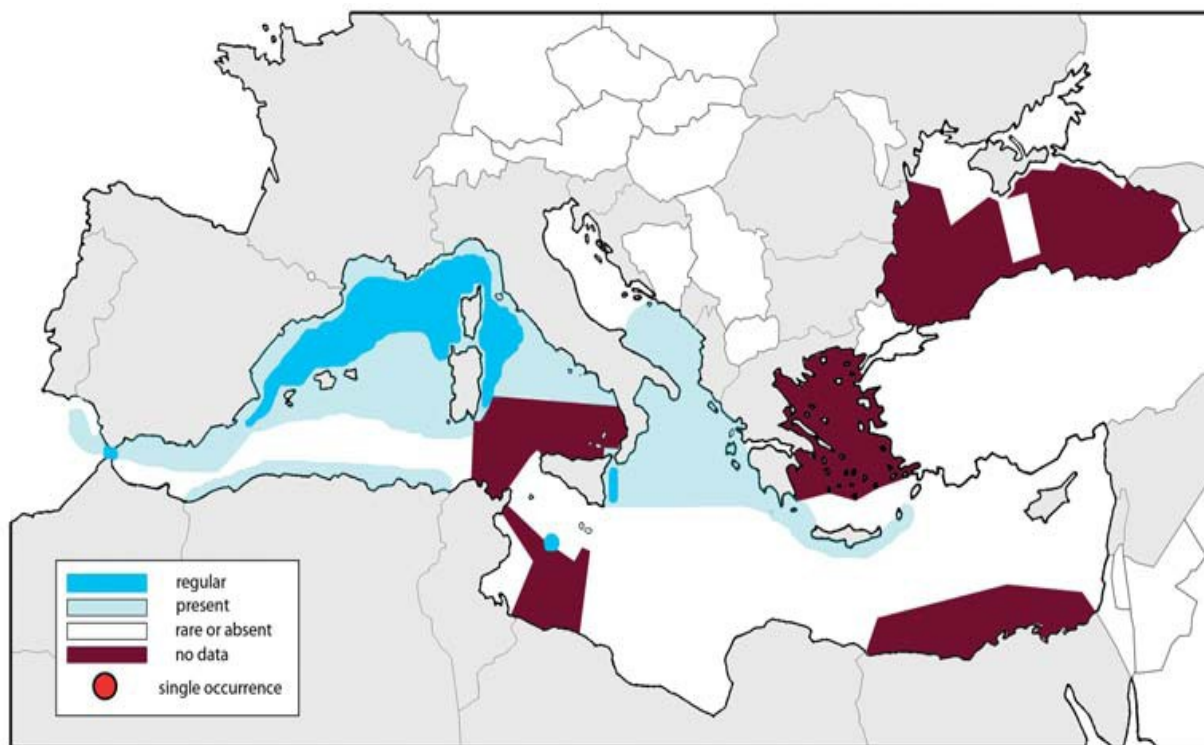 regular
present
rare or absent
no data
single occurrence